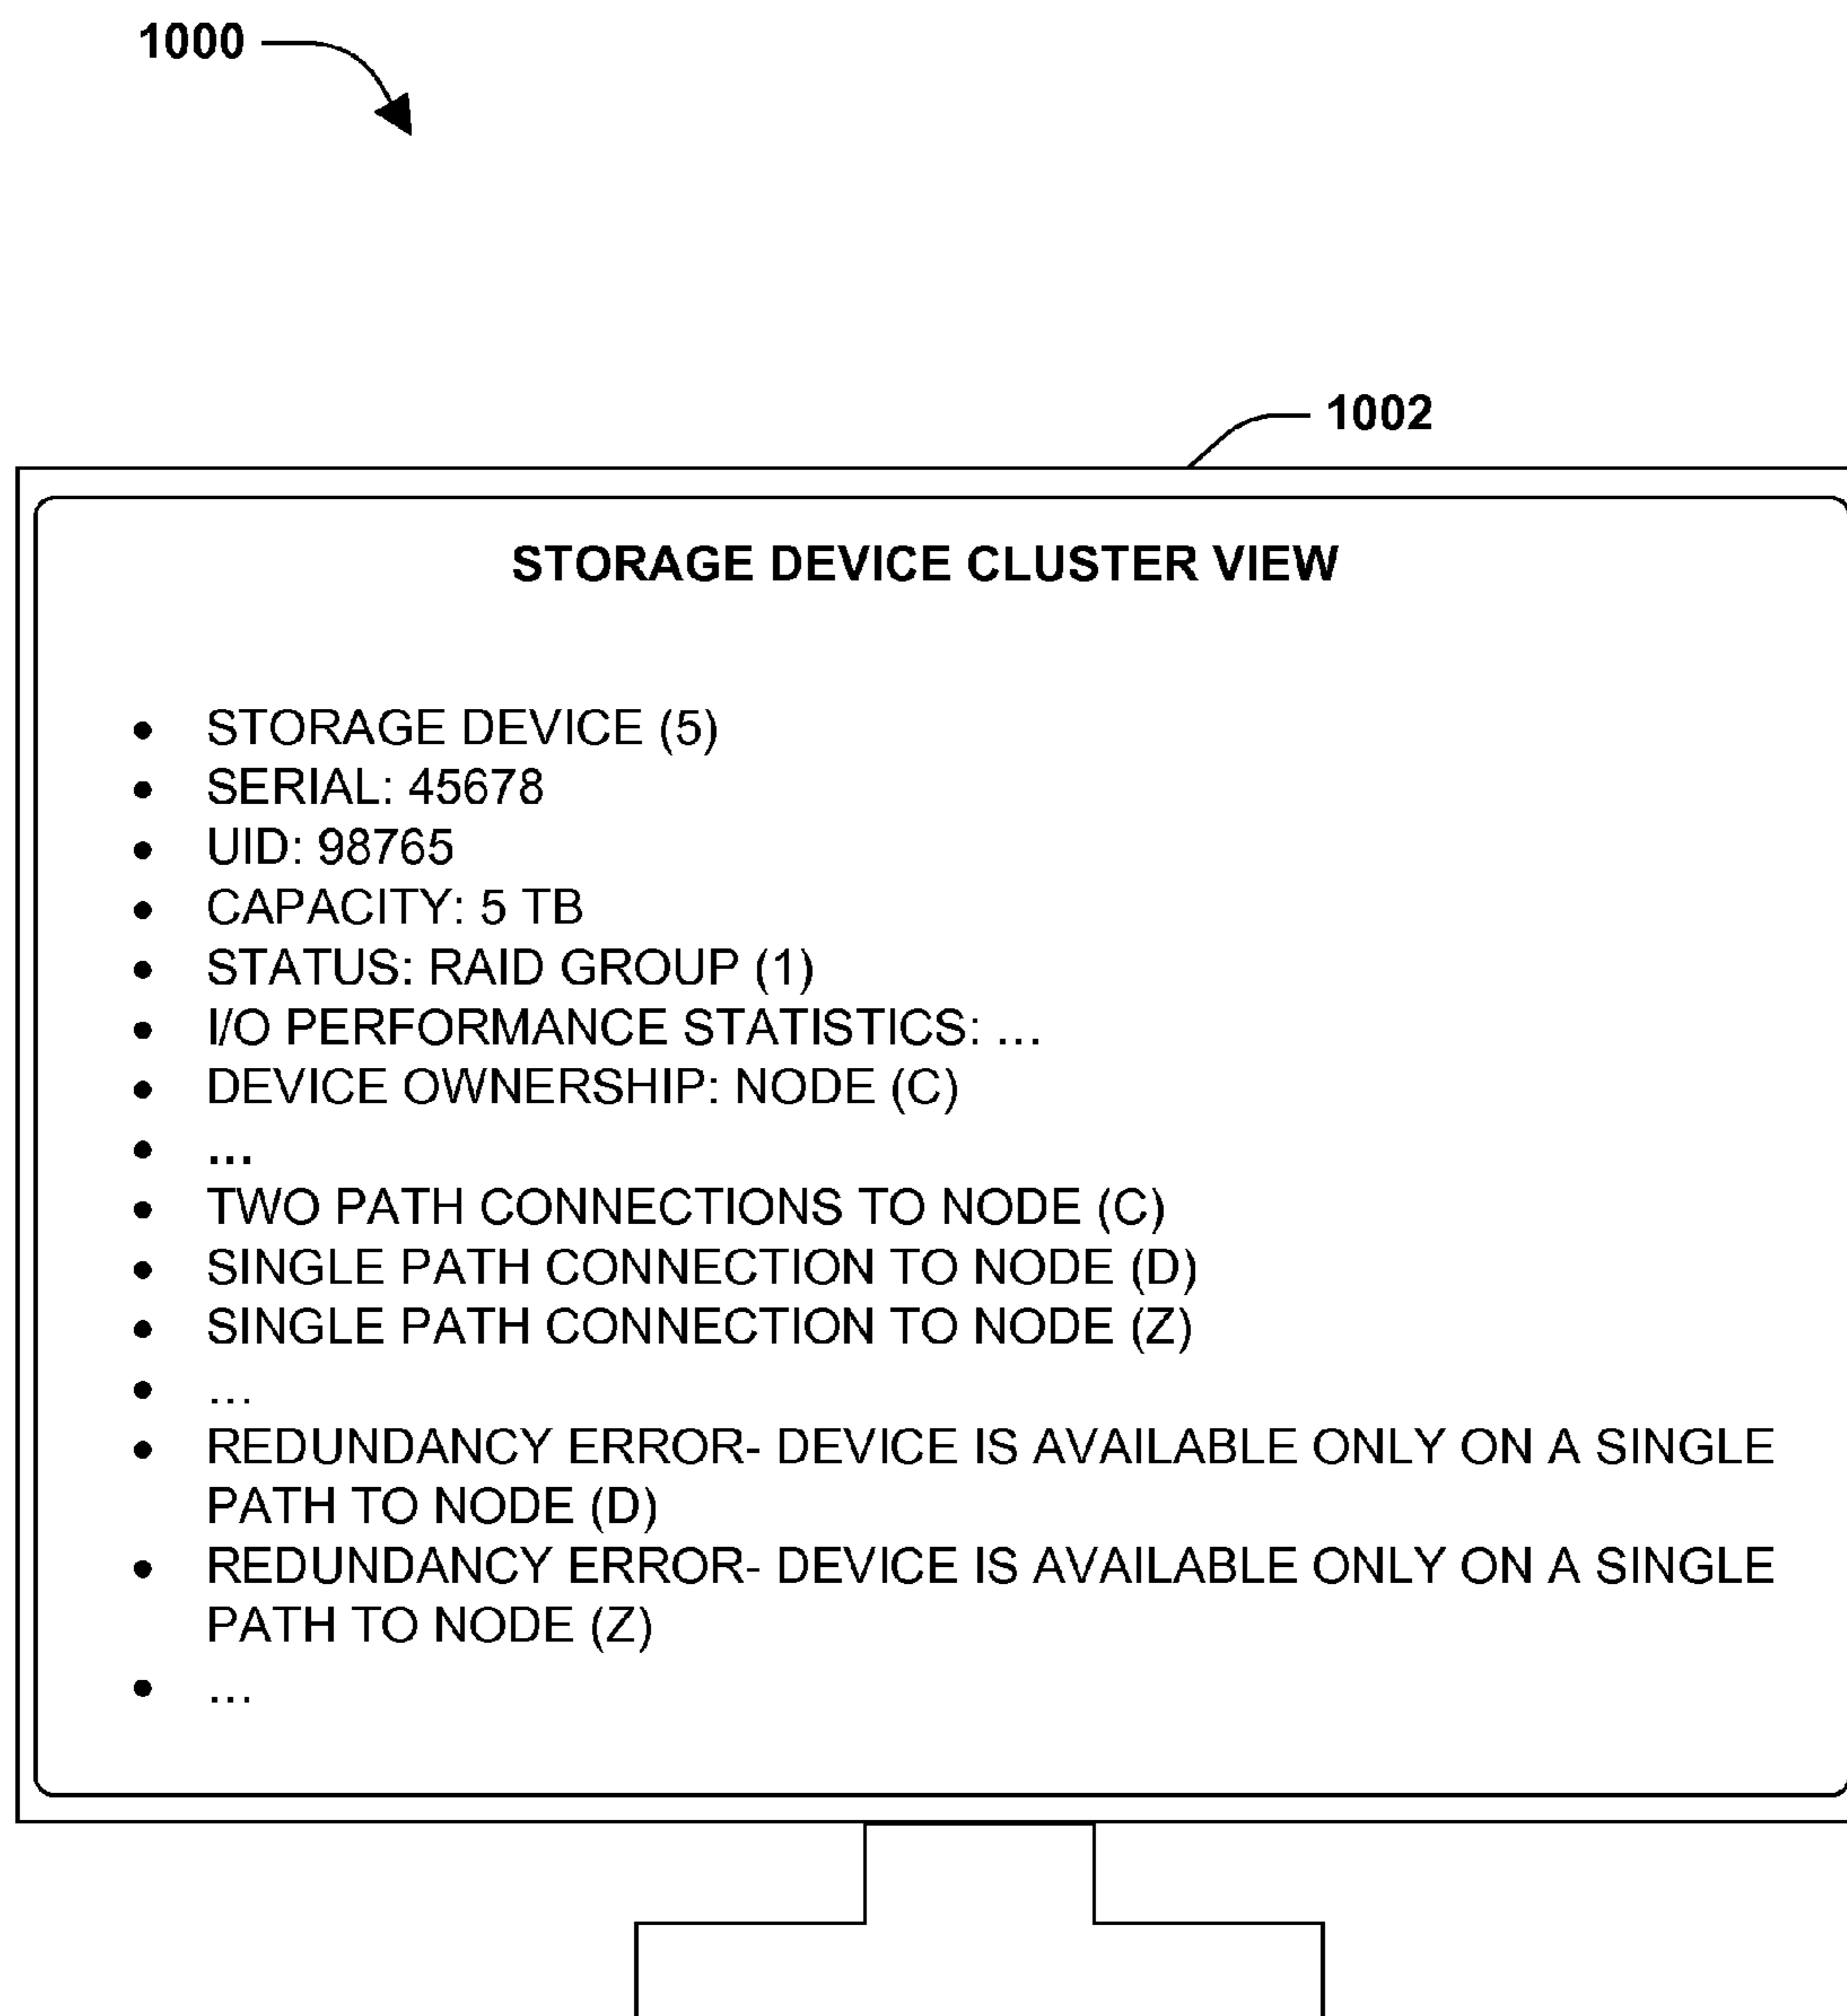 1000
1002
STORAGE DEVICE CLUSTER VIEW
• STORAGE DEVICE (5)
• SERIAL: 45678
• UID: 98765
• CAPACITY: 5 TB
• STATUS: RAID GROUP (1)
• I/O PERFORMANCE STATISTICS: ...
• DEVICE OWNERSHIP: NODE (C)
• ...
• TWO PATH CONNECTIONS TO NODE (C)
• SINGLE PATH CONNECTION TO NODE (D)
• SINGLE PATH CONNECTION TO NODE (Z)
• ...
• REDUNDANCY ERROR- DEVICE IS AVAILABLE ONLY ON A SINGLE
PATH TO NODE (D)
• REDUNDANCY ERROR- DEVICE IS AVAILABLE ONLY ON A SINGLE
PATH TO NODE (Z)
• ...